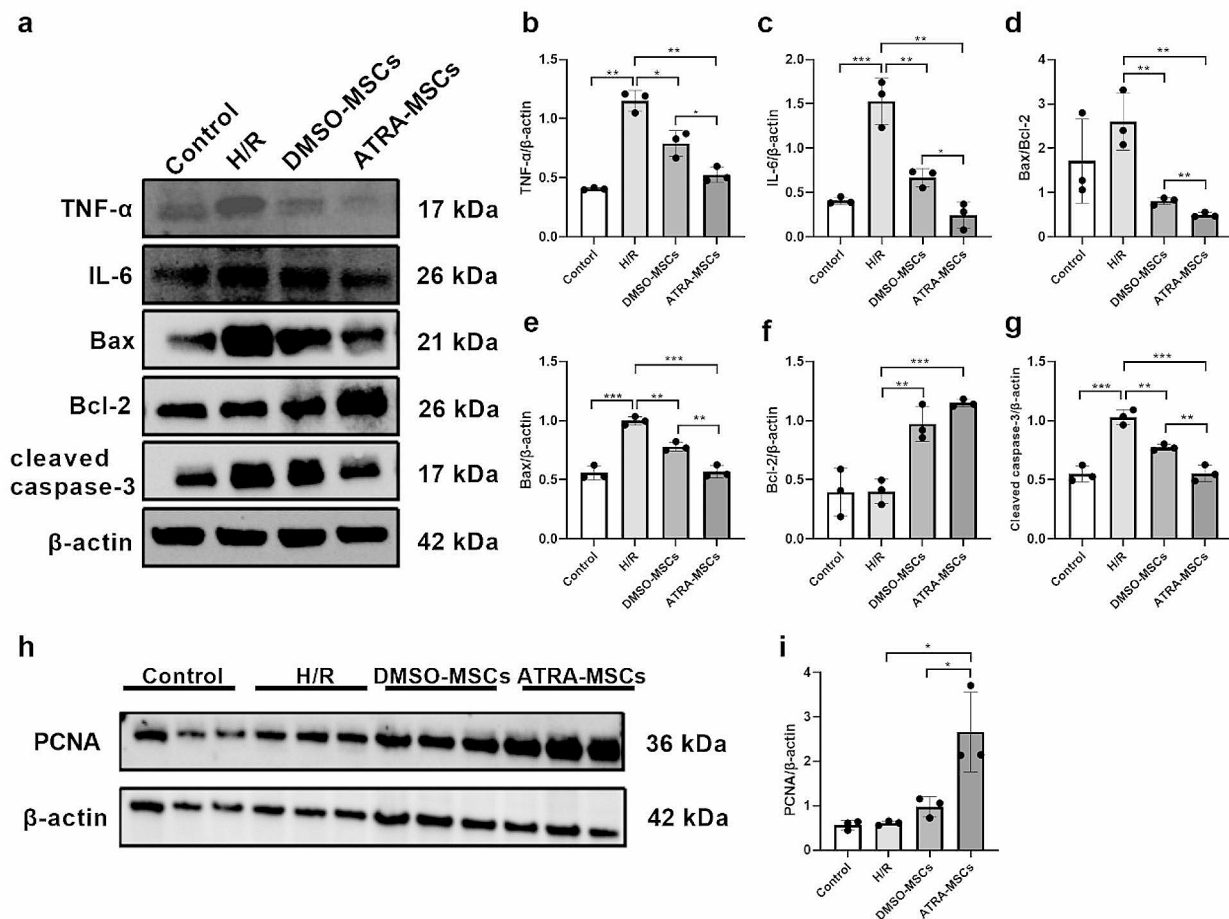 a
Control
H/R
DMSO-MSCs
ATRA-MSCs
TNF-α 17 kDa
IL-6 26 kDa
Bax 21 kDa
Bcl-2 26 kDa
cleaved
caspase-3 17 kDa
β-actin 42 kDa
b
TNF-α/β-actin
1.5
1.0
0.5
0.0
** * ** *
Contorl
H/R
DMSO-MSCs
ATRA-MSCs
c
IL-6/β-actin
2.0
1.5
1.0
0.5
0.0
*** ** ** *
Contorl
H/R
DMSO-MSCs
ATRA-MSCs
d
Bax/Bcl-2
4
3
2
1
0
** ** **
Control
H/R
DMSO-MSCs
ATRA-MSCs
e
Bax/β-actin
1.5
1.0
0.5
0.0
*** ** *** **
Control
H/R
DMSO-MSCs
ATRA-MSCs
f
Bcl-2/β-actin
1.5
1.0
0.5
0.0
** ***
Control
H/R
DMSO-MSCs
ATRA-MSCs
g
Cleaved caspase-3/β-actin
1.5
1.0
0.5
0.0
*** ** *** **
Control
H/R
DMSO-MSCs
ATRA-MSCs
h
Control H/R DMSO-MSCs ATRA-MSCs
PCNA 36 kDa
β-actin 42 kDa
i
PCNA/β-actin
4
3
2
1
0
* *
Control
H/R
DMSO-MSCs
ATRA-MSCs